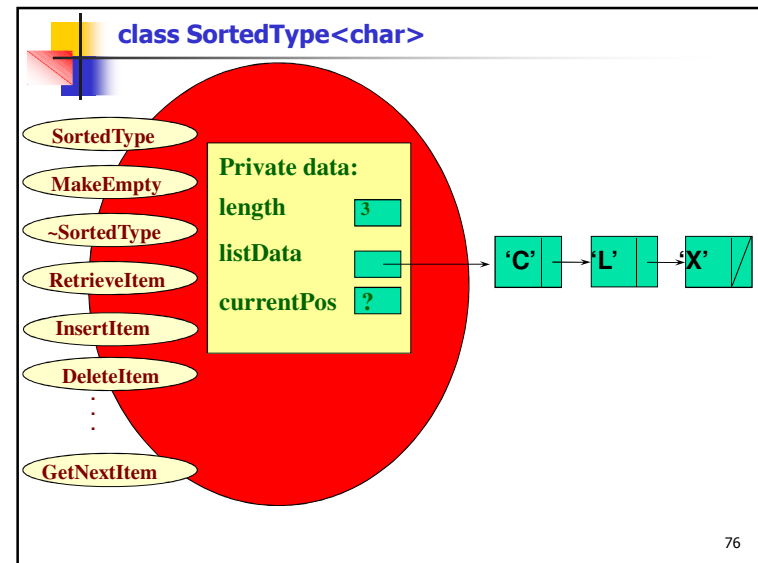 class SortedType<char>
SortedType
MakeEmpty
~SortedType
RetrieveItem
InsertItem
DeleteItem
.
.
.
GetNextItem
Private data:
length 3
listData
currentPos ?
‘C’ ‘L’ ‘X’
76